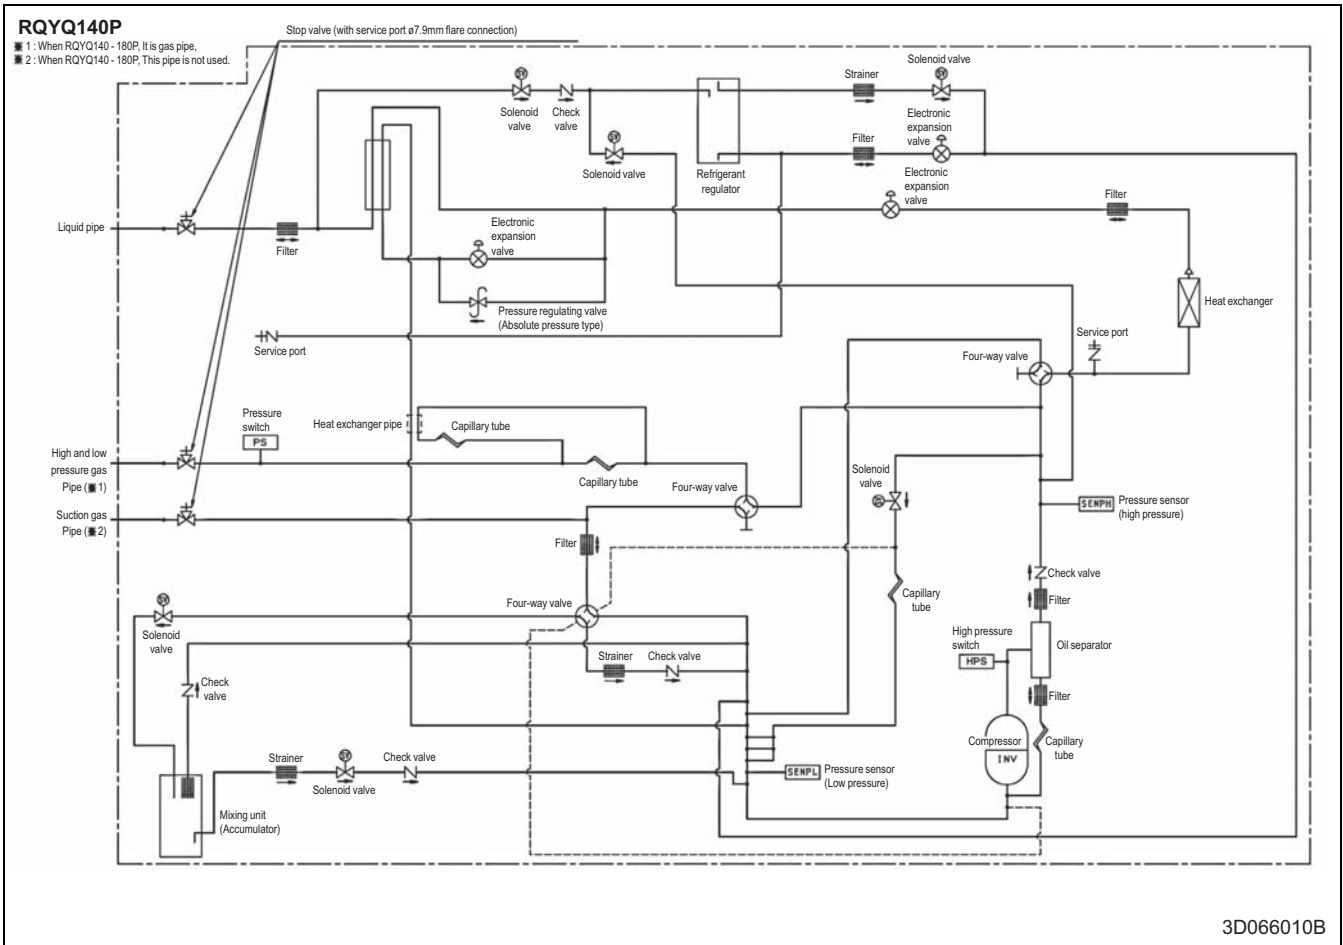 RQYQ140P
※ 1 : When RQYQ140 - 180P, It is gas pipe,
※ 2 : When RQYQ140 - 180P, This pipe is not used.
Stop valve (with service port ø7.9mm flare connection)
SV
Solenoid
valve
Check
valve
SV
Solenoid valve
Refrigerant
regulator
Strainer
Solenoid valve
SV
Electronic
expansion
valve
Filter
Electronic
expansion
valve
Filter
Liquid pipe
Filter
Electronic
expansion
valve
Pressure regulating valve
(Absolute pressure type)
Heat exchanger
Service port
Service port
Four-way valve
Pressure
switch
PS
Heat exchanger pipe
Capillary tube
High and low
pressure gas
Pipe (※1)
Capillary tube
Four-way valve
Solenoid
valve
SV
Suction gas
Pipe (※2)
SENPH
Pressure sensor
(high pressure)
Filter
Check valve
Filter
Capillary
tube
SV
Solenoid
valve
Four-way valve
High pressure
switch
HPS
Oil separator
Strainer
Check valve
Check
valve
Filter
Compressor
INV
Capillary
tube
Strainer
SV
Solenoid valve
Check valve
SENPL
Pressure sensor
(Low pressure)
Mixing unit
(Accumulator)
3D066010B